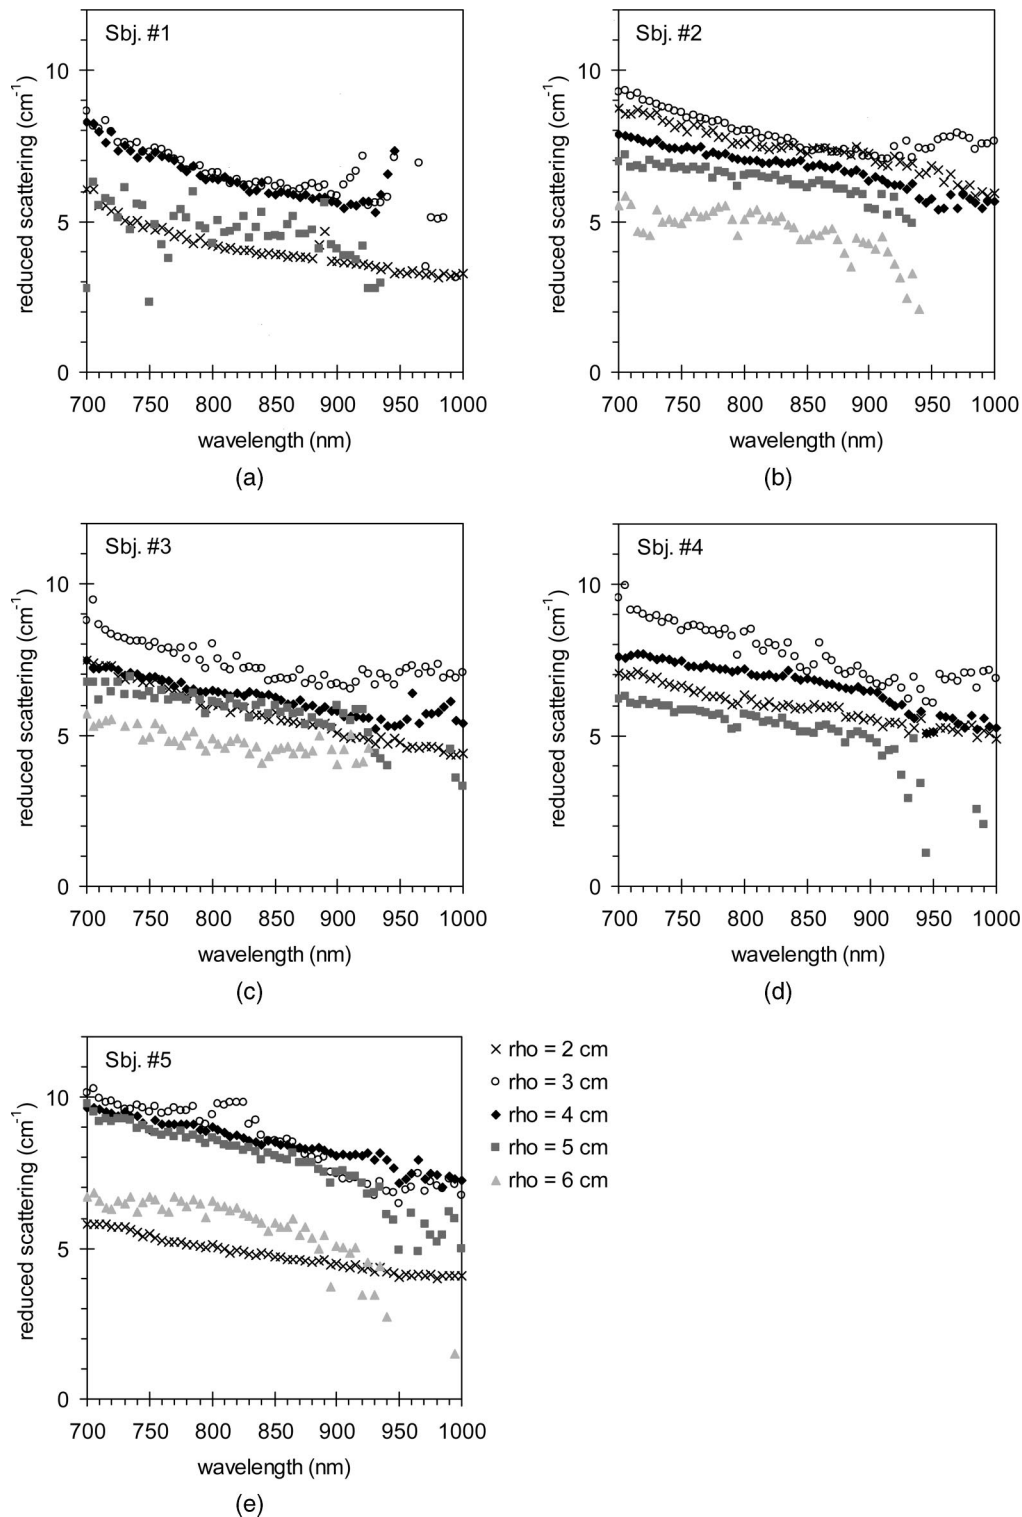 Sbj. #1
10
5
0
700 750 800 850 900 950 1000
reduced scattering (cm-1)
wavelength (nm)
(a)
Sbj. #2
10
5
0
700 750 800 850 900 950 1000
reduced scattering (cm-1)
wavelength (nm)
(b)
Sbj. #3
10
5
0
700 750 800 850 900 950 1000
reduced scattering (cm-1)
wavelength (nm)
(c)
Sbj. #4
10
5
0
700 750 800 850 900 950 1000
reduced scattering (cm-1)
wavelength (nm)
(d)
Sbj. #5
10
5
0
700 750 800 850 900 950 1000
reduced scattering (cm-1)
wavelength (nm)
(e)
rho = 2 cm
rho = 3 cm
rho = 4 cm
rho = 5 cm
rho = 6 cm